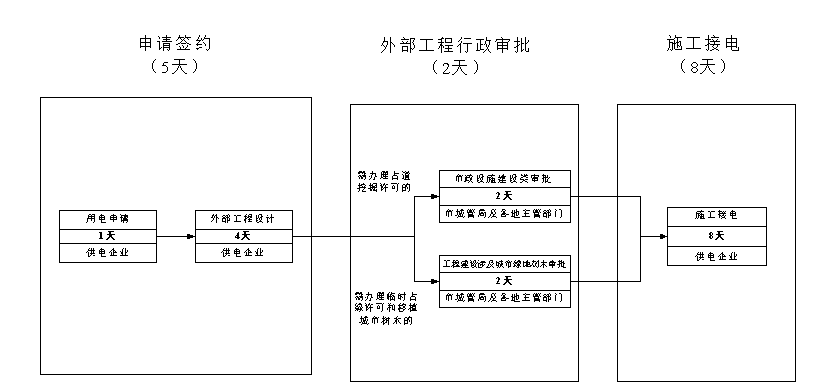 申请签约
（5天）
外部工程行政审批
（2天）
施工接电
（8天）
用电申请
1天
供电企业
外部工程设计
4天
供电企业
需办理占道
挖掘许可的
市政设施建设类审批
2天
市城管局及各地主管部门
需办理临时占
绿许可和移植
城市树木的
工程建设涉及城市绿地树木审批
2天
市城管局及各地主管部门
施工接电
8天
供电企业